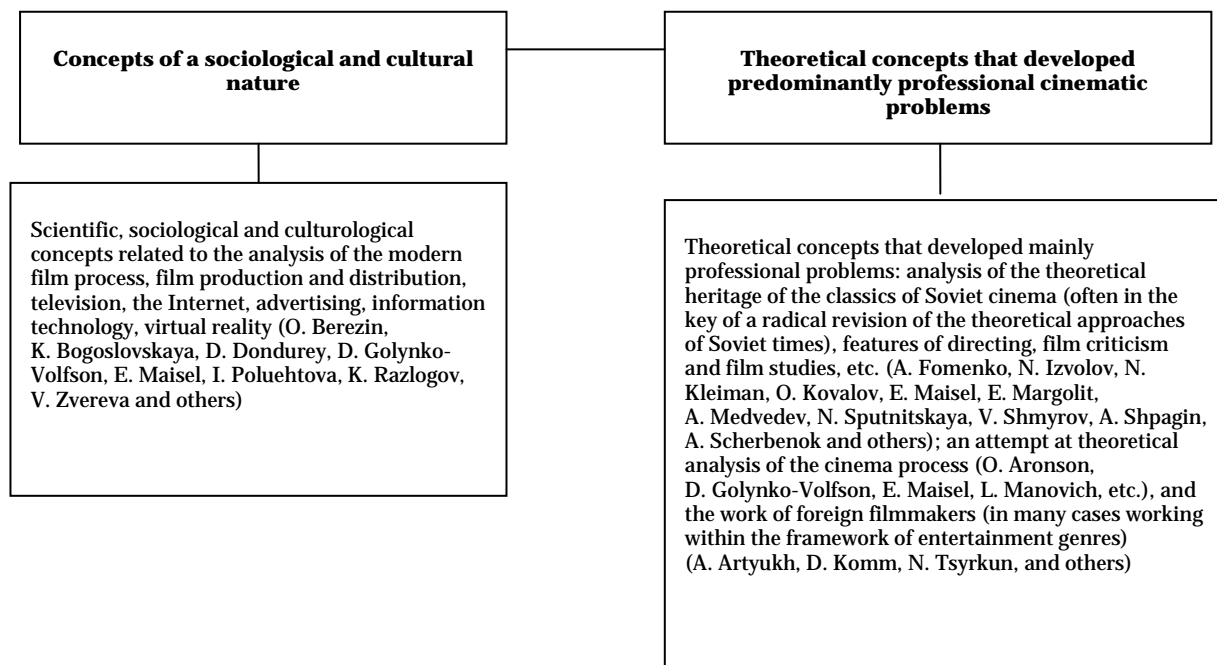 Concepts of a sociological and cultural
nature
Theoretical concepts that developed
predominantly professional cinematic
problems
Scientific, sociological and culturological
concepts related to the analysis of the modern
film process, film production and distribution,
television, the Internet, advertising, information
technology, virtual reality (O. Berezin,
K. Bogoslovskaya, D. Dondurey, D. Golynko-
Volfson, E. Maisel, I. Poluehtova, K. Razlogov,
V. Zvereva and others)
Theoretical concepts that developed mainly
professional problems: analysis of the theoretical
heritage of the classics of Soviet cinema (often in the
key of a radical revision of the theoretical approaches
of Soviet times), features of directing, film criticism
and film studies, etc. (A. Fomenko, N. Izvolov, N.
Kleiman, O. Kovalov, E. Maisel, E. Margolit,
A. Medvedev, N. Sputnitskaya, V. Shmyrov, A. Shpagin,
A. Scherbenok and others); an attempt at theoretical
analysis of the cinema process (O. Aronson,
D. Golynko-Volfson, E. Maisel, L. Manovich, etc.), and
the work of foreign filmmakers (in many cases working
within the framework of entertainment genres)
(A. Artyukh, D. Komm, N. Tsyrkun, and others)